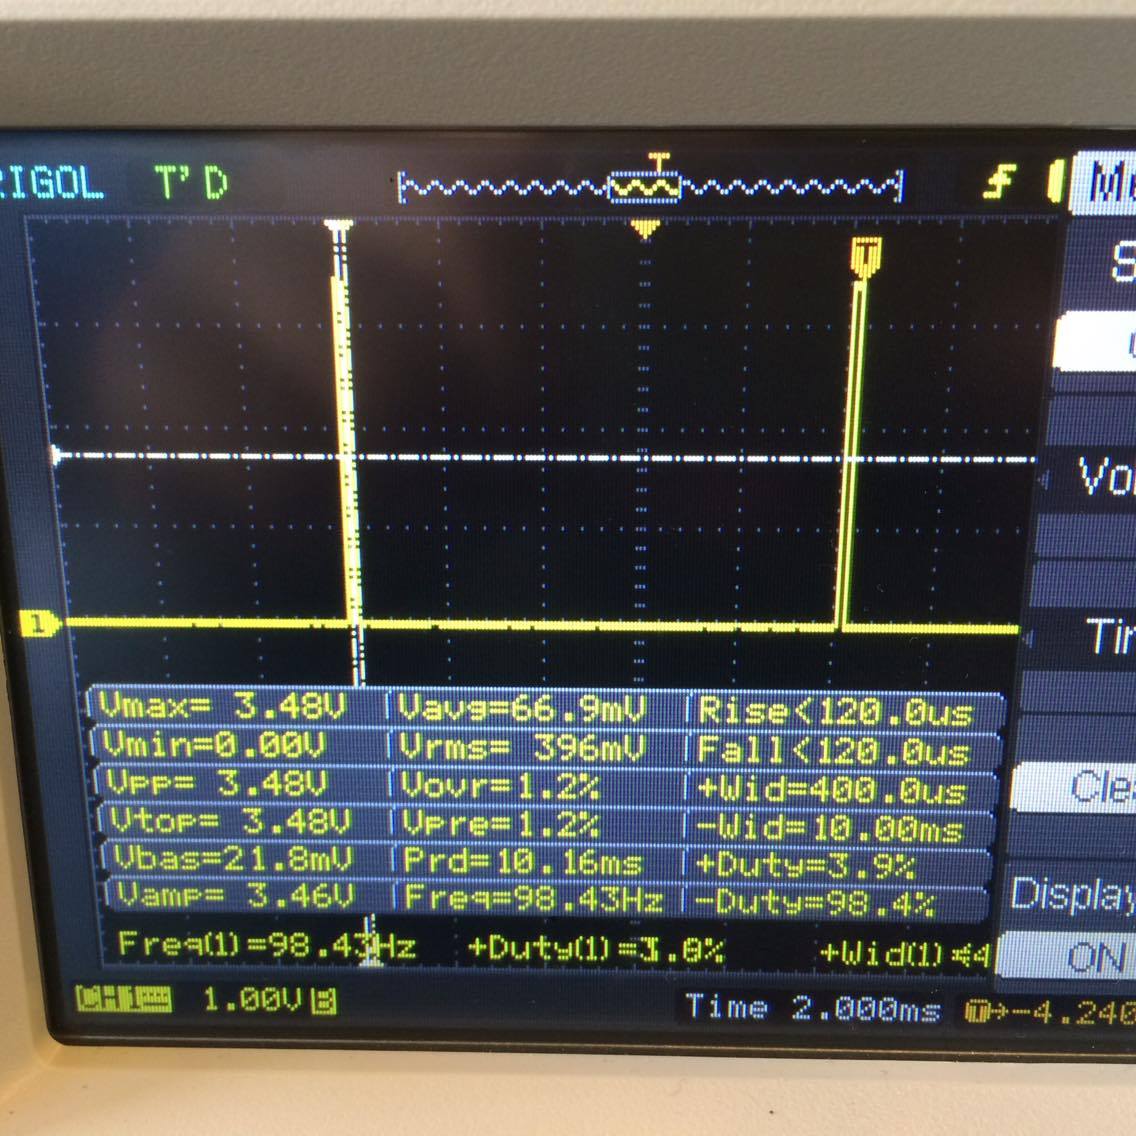 RIGOL T'D T Me
T
1
Vo
Tir
Vmax= 3.48V Vavg=66.9mV Rise<120.0us
Vmin=0.00V Vrms= 396mV Fall<120.0us
Vpp= 3.48V Vovr=1.2% +Wid=400.0us
Vtop= 3.48V Vpre=1.2% -Wid=10.00ms
Vbas=21.8mV Prd=10.16ms +Duty=3.9%
Vamp= 3.46V Freq=98.43Hz -Duty=98.4%
Cle
Display
Freq(1)=98.43Hz +Duty(1)=3.8% +Wid(1)
ON
CH1 1.00V B Time 2.000ms T→-4.240